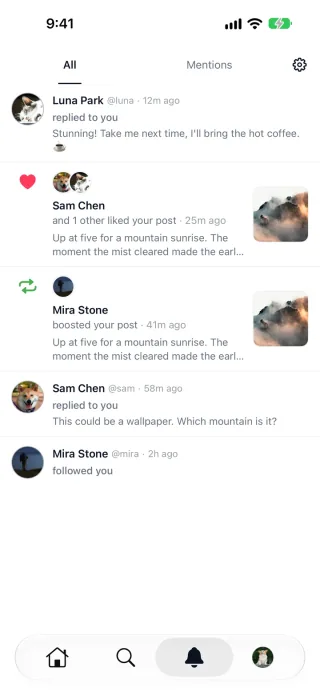 9:41
All
Mentions
Luna Park @luna · 12m ago
replied to you
Stunning! Take me next time, I'll bring the hot coffee.
☕
Sam Chen
and 1 other liked your post · 25m ago
Up at five for a mountain sunrise. The
moment the mist cleared made the earl...
Mira Stone
boosted your post · 41m ago
Up at five for a mountain sunrise. The
moment the mist cleared made the earl...
Sam Chen @sam · 58m ago
replied to you
This could be a wallpaper. Which mountain is it?
Mira Stone @mira · 2h ago
followed you